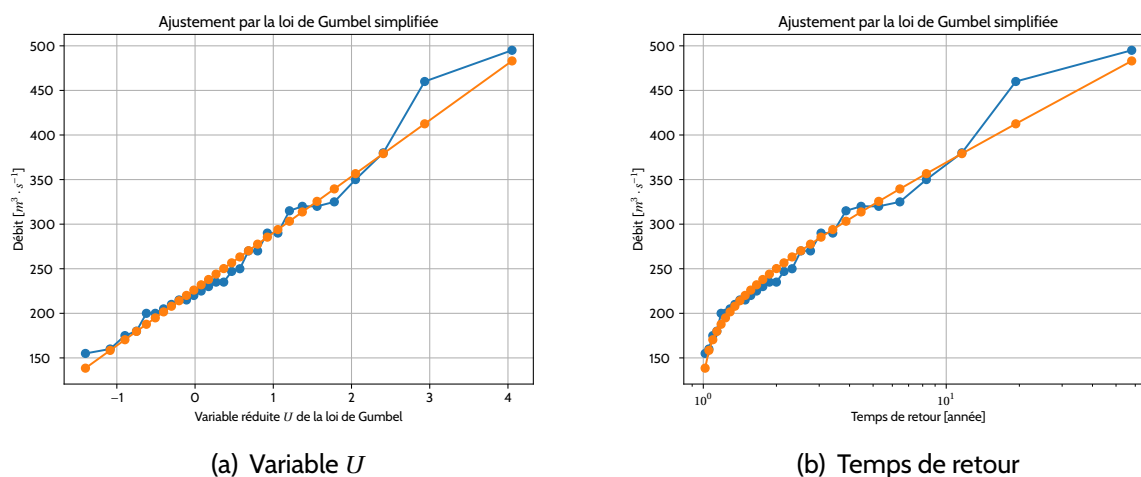 Ajustement par la loi de Gumbel simplifiée
500
450
400
350
300
250
200
150
Débit [m³ · s⁻¹]
−1 0 1 2 3 4
Variable réduite U de la loi de Gumbel
(a) Variable U
Ajustement par la loi de Gumbel simplifiée
500
450
400
350
300
250
200
150
Débit [m³ · s⁻¹]
10⁰ 10¹
Temps de retour [année]
(b) Temps de retour